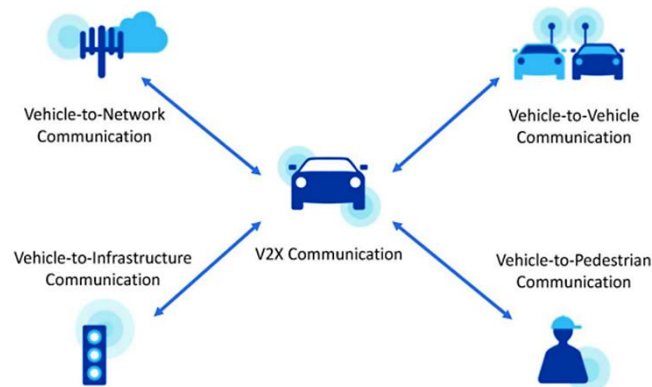 Vehicle-to-Network
Communication
Vehicle-to-Vehicle
Communication
V2X Communication
Vehicle-to-Infrastructure
Communication
Vehicle-to-Pedestrian
Communication